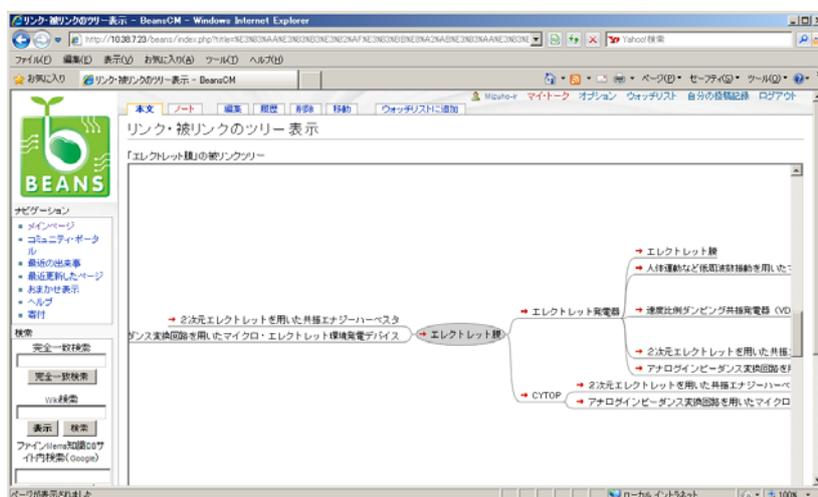 リンク・被リンクのツリー表示 - BeansCM - Windows Internet Explorer
Yahoo!検索
ファイル(F) 編集(E) 表示(V) お気に入り(A) ツール(T) ヘルプ(H)
お気に入り リンク・被リンクのツリー表示 - BeansCM ページ(P) セーフティ(S) ツール(O)
Mizuho-ir マイ・トーク オプション ウォッチリスト 自分の投稿記録 ログアウト
本文 ノート 編集 履歴 削除 移動 ウォッチリストに追加
リンク・被リンクのツリー表示
「エレクトレット膜」の被リンクツリー
BEANS
ナビゲーション
メインページ
コミュニティ・ポータル
最近の出来事
最近更新したページ
おまかせ表示
ヘルプ
寄付
検索
完全一致検索
完全一致検索
Wiki検索
表示 検索
ファインMems知識DBサイト内検索(Google)
2次元エレクトレットを用いた共振エナジーハーベスタ
ダンス変換回路を用いたマイクロ・エレクトレット環境発電デバイス
エレクトレット膜
エレクトレット発電器
エレクトレット膜
人体運動など低周波数振動を用いた
速度比例ダンピング共振発電器 (VD
2次元エレクトレットを用いた共振
アナログインピーダンス変換回路を
CYTOP
2次元エレクトレットを用いた共振エナジーハーベ
アナログインピーダンス変換回路を用いたマイクロ
ページが表示されました
ローカル イントラネット 100%